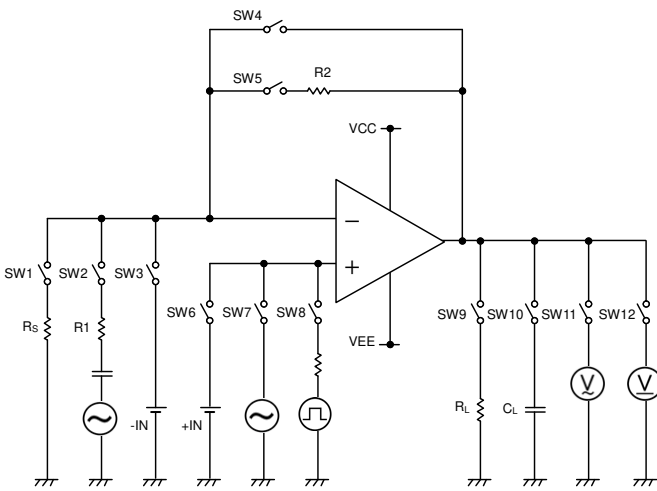 SW4
SW5
R2
VCC
SW1
SW2
SW3
SW6
SW7
SW8
VEE
SW9
SW10
SW11
SW12
RS
R1
-IN
+IN
RL
CL
V
V